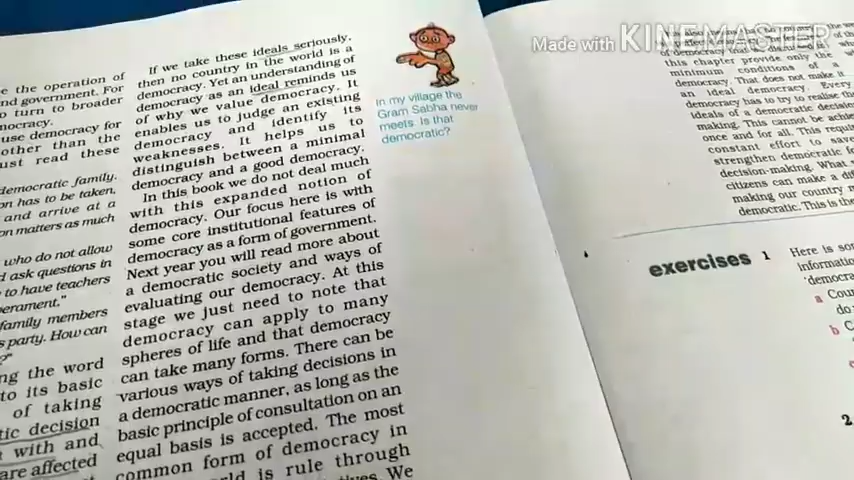 e the operation of
nd government. For
o turn to broader
mocracy.
use democracy for
other than the
ust read these
democratic family.
on has to be taken,
and arrive at a
on matters as much
who do not allow
d ask questions in
to have teachers
perament."
family members
s party. How can
?"
ng the word
to its basic
of taking
tic decision
t with and
are affected
If we take these ideals seriously,
then no country in the world is a
democracy. Yet an understanding of
democracy as an ideal reminds us
of why we value democracy. It
enables us to judge an existing
democracy and identify its
weaknesses. It helps us to
distinguish between a minimal
democracy and a good democracy.
In this book we do not deal much
with this expanded notion of
democracy. Our focus here is with
some core institutional features of
democracy as a form of government.
Next year you will read more about
a democratic society and ways of
evaluating our democracy. At this
stage we just need to note that
democracy can apply to many
spheres of life and that democracy
can take many forms. There can be
various ways of taking decisions in
a democratic manner, as long as the
basic principle of consultation on an
equal basis is accepted. The most
common form of democracy in
rld is rule through
We
In my village the
Gram Sabha never
meets. Is that
democratic?
Made with KINEMASTER
this chapter provide only the
minimum conditions of a
democracy. That does not make it
an ideal democracy. Every
democracy has to try to realise the
ideals of a democratic decision
making. This cannot be achie
once and for all. This requi
constant effort to save
strengthen democratic fo
decision-making. What
citizens can make a dif
making our country m
democratic. This is the
exercises
1 Here is so
informatio
'democra
a Cou
do
b C
c
2